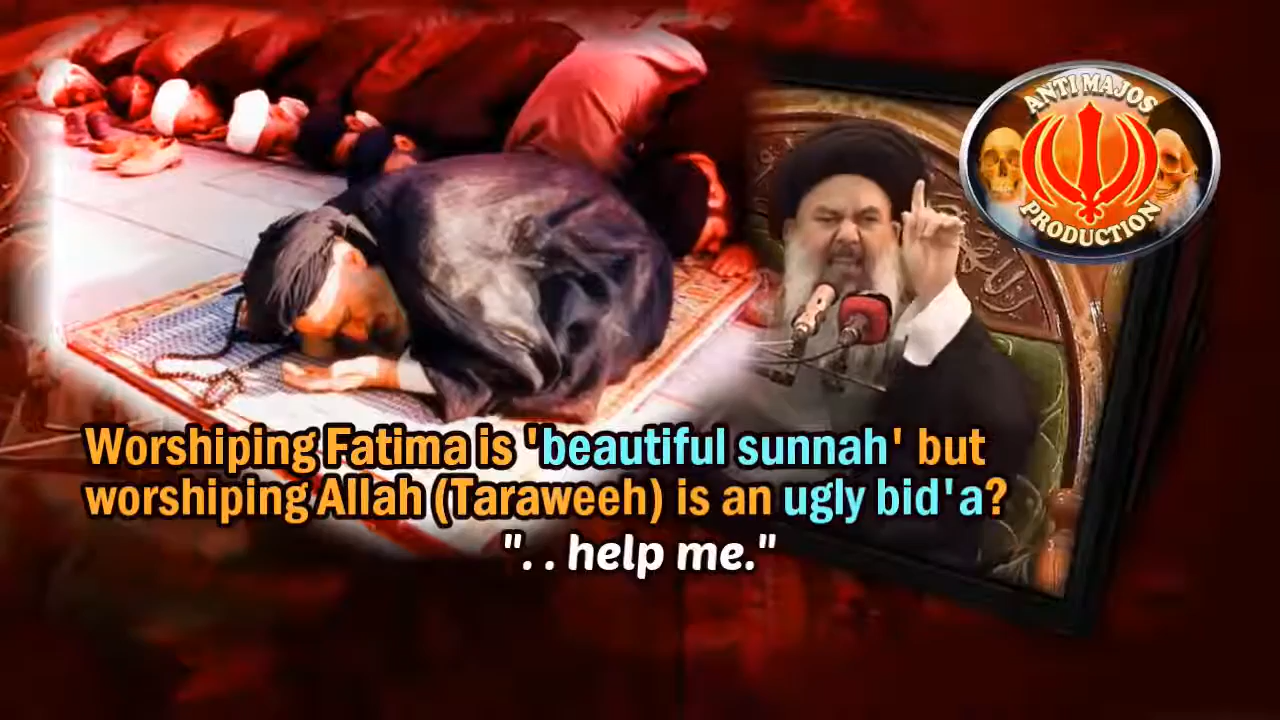 ANTI MAJOS
PRODUCTION
Worshiping Fatima is 'beautiful sunnah' but
worshiping Allah (Taraweeh) is an ugly bid'a?
". . help me."